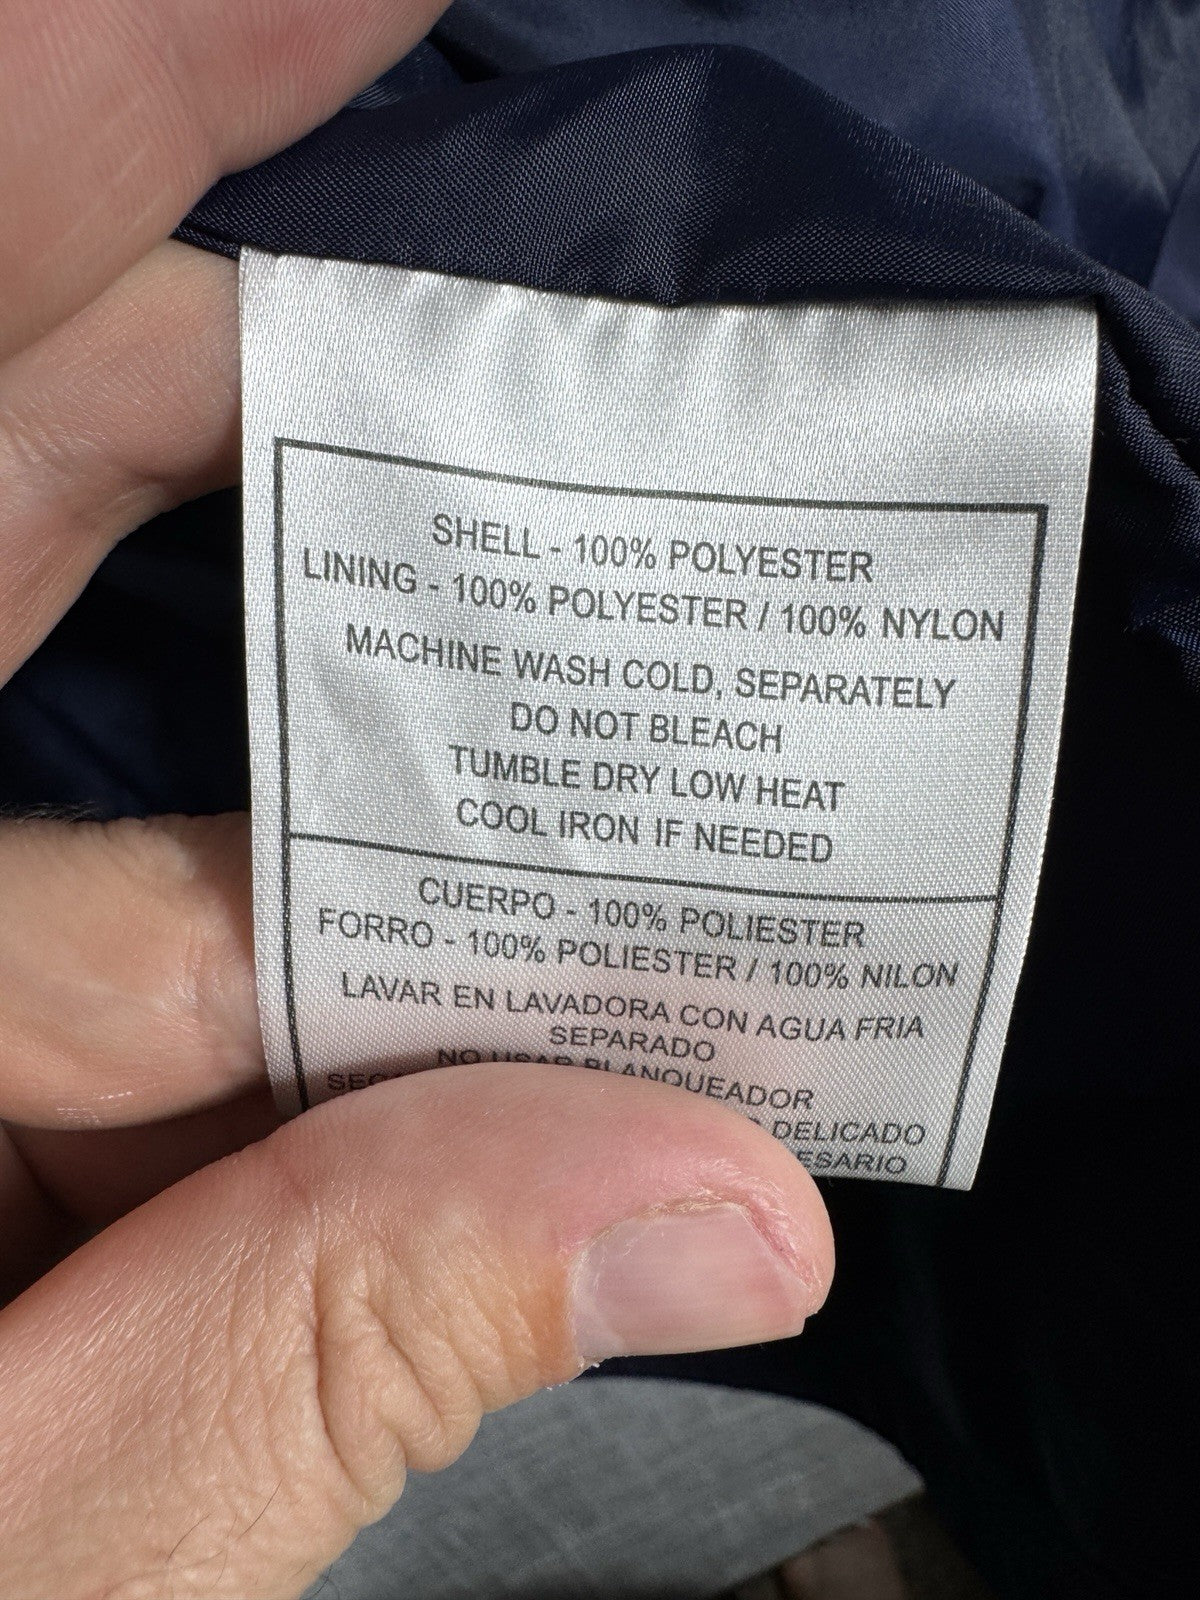 SHELL - 100% POLYESTER
LINING - 100% POLYESTER / 100% NYLON
MACHINE WASH COLD, SEPARATELY
DO NOT BLEACH
TUMBLE DRY LOW HEAT
COOL IRON IF NEEDED
CUERPO - 100% POLIESTER
FORRO - 100% POLIESTER / 100% NILON
LAVAR EN LAVADORA CON AGUA FRIA
SEPARADO
NO USAR BLANQUEADOR
DELICADO